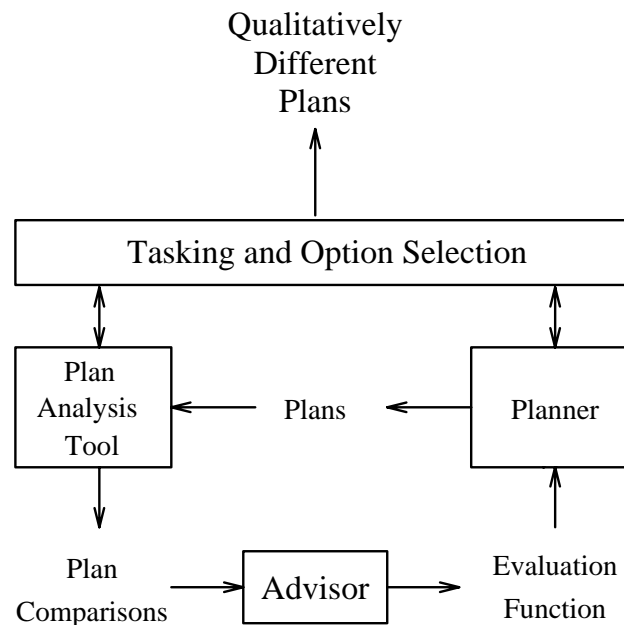 Qualitatively
Different
Plans
Tasking and Option Selection
Plan
Analysis
Tool
Plans
Planner
Plan
Comparisons
Advisor
Evaluation
Function